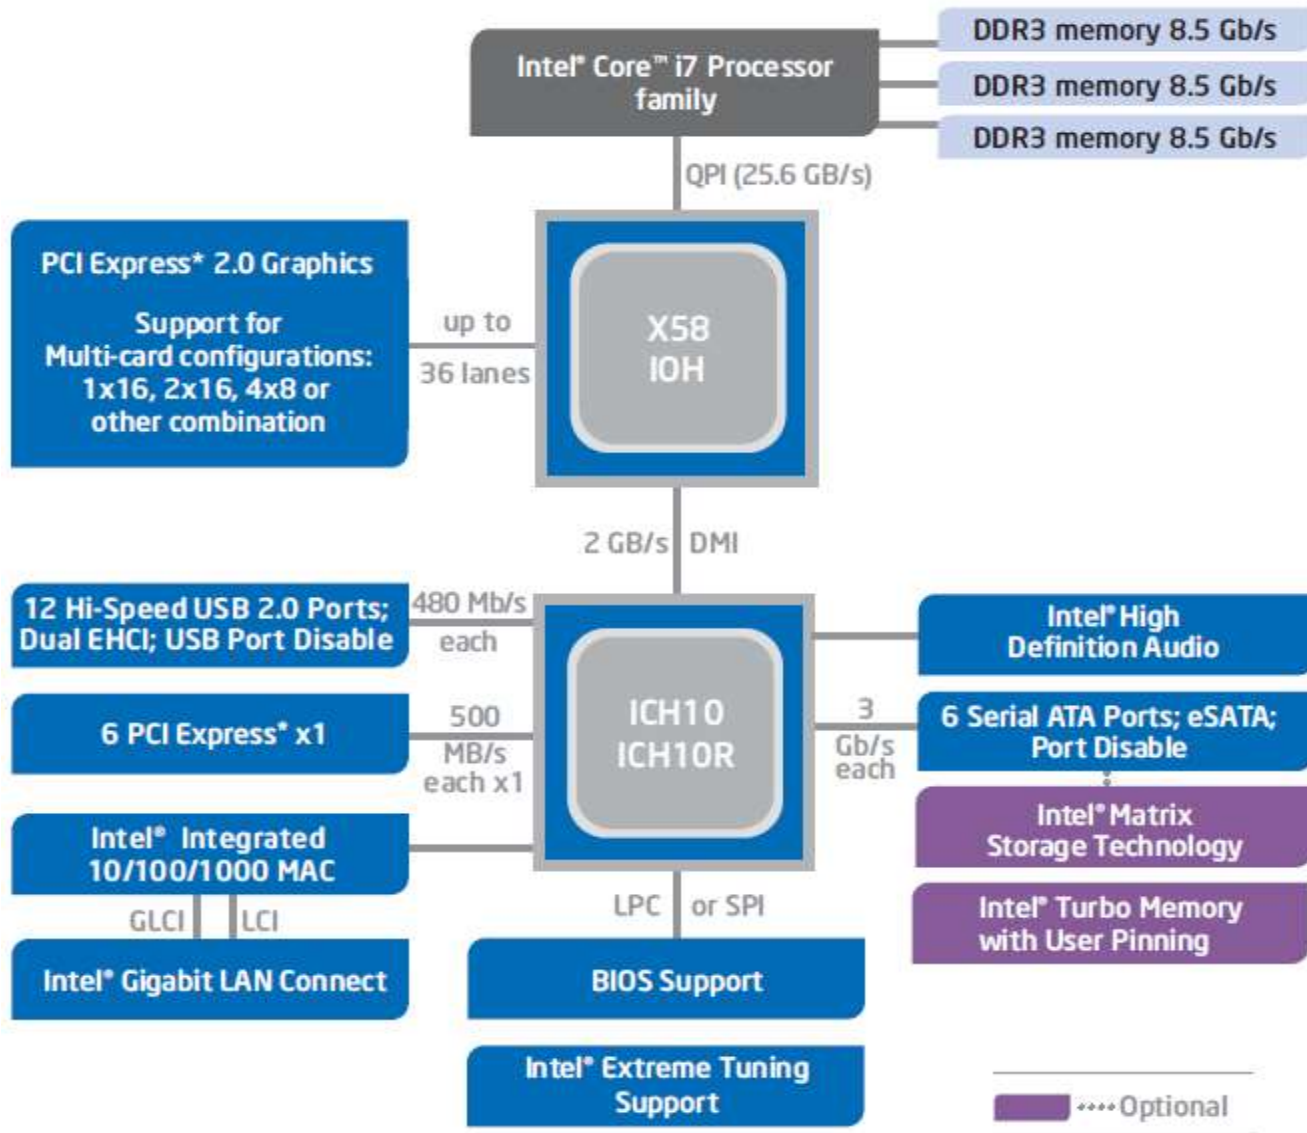 Intel® Core™ i7 Processor
family
DDR3 memory 8.5 Gb/s
DDR3 memory 8.5 Gb/s
DDR3 memory 8.5 Gb/s
QPI (25.6 GB/s)
PCI Express* 2.0 Graphics
Support for
Multi-card configurations:
1x16, 2x16, 4x8 or
other combination
up to
36 lanes
X58
IOH
2 GB/s DMI
12 Hi-Speed USB 2.0 Ports;
Dual EHCI; USB Port Disable
480 Mb/s
each
6 PCI Express* x1
500
MB/s
each x1
Intel® Integrated
10/100/1000 MAC
GLCI LCI
Intel® Gigabit LAN Connect
ICH10
ICH10R
Intel® High
Definition Audio
3
Gb/s
each
6 Serial ATA Ports; eSATA;
Port Disable
Intel® Matrix
Storage Technology
Intel® Turbo Memory
with User Pinning
LPC or SPI
BIOS Support
Intel® Extreme Tuning
Support
Optional